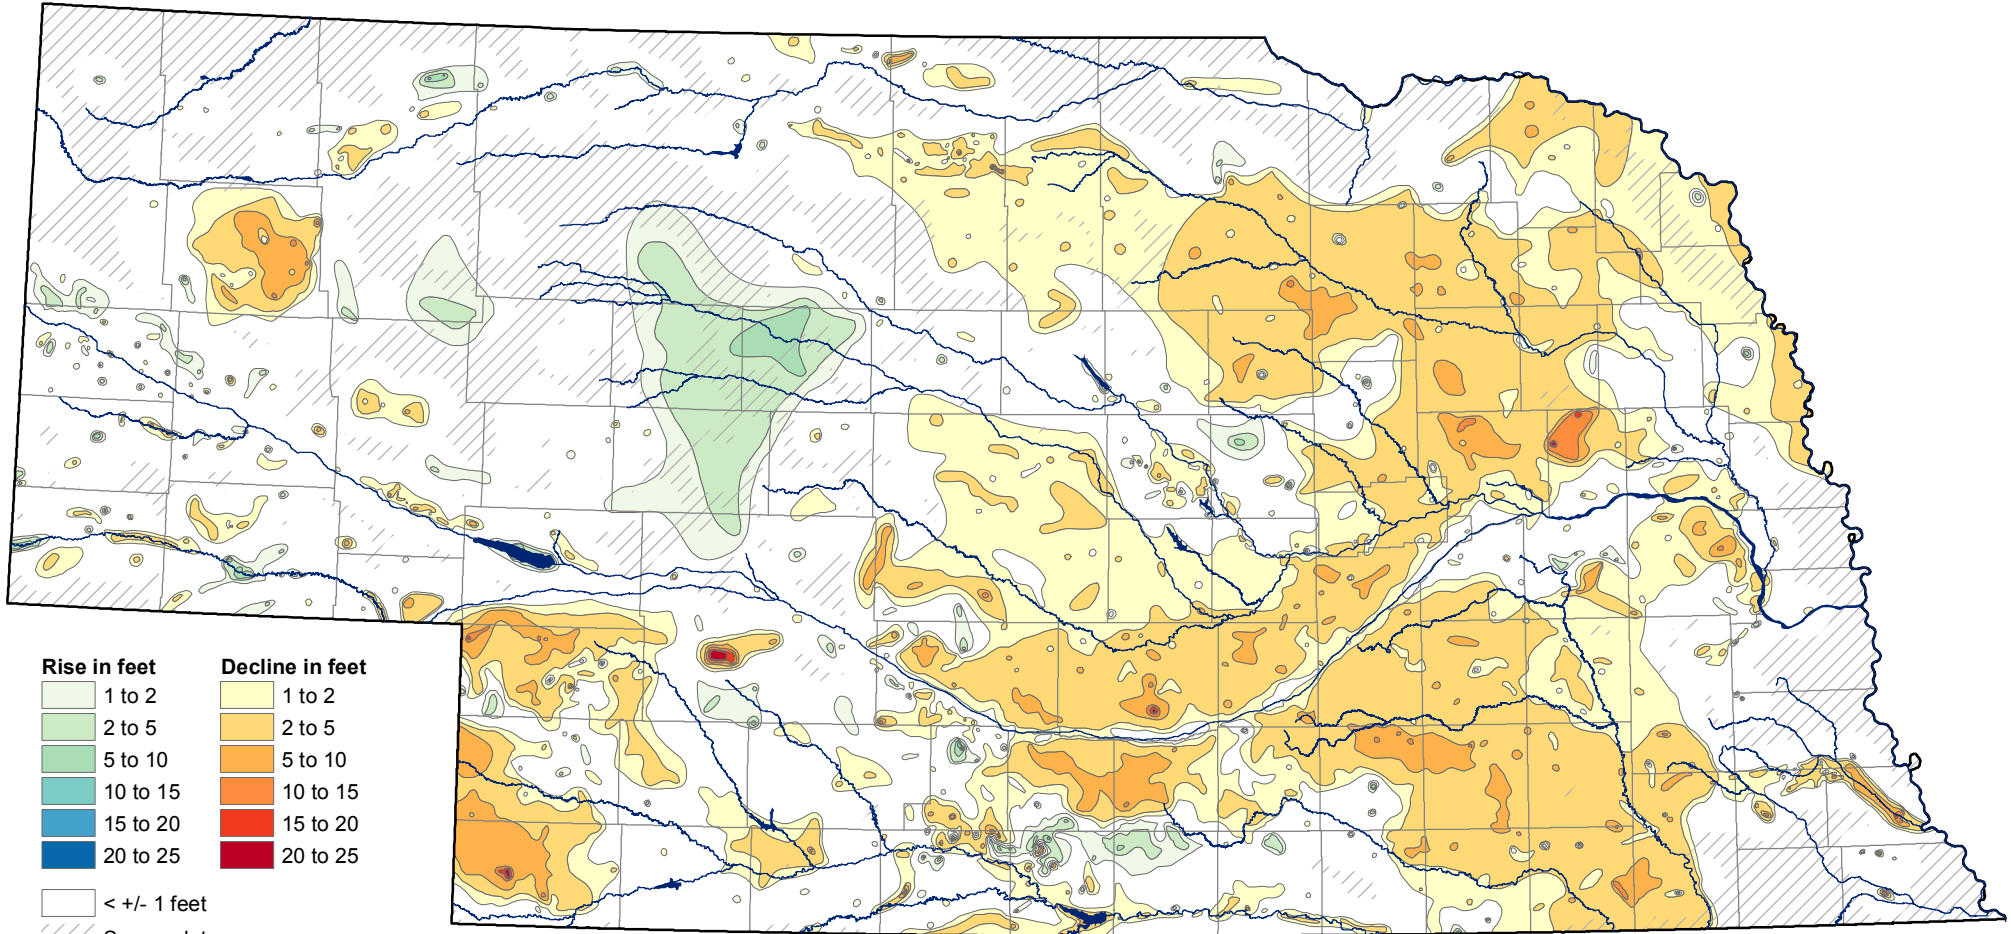 Rise in feet
Decline in feet
1 to 2
1 to 2
2 to 5
2 to 5
5 to 10
5 to 10
10 to 15
10 to 15
15 to 20
15 to 20
20 to 25
20 to 25
< +/- 1 feet